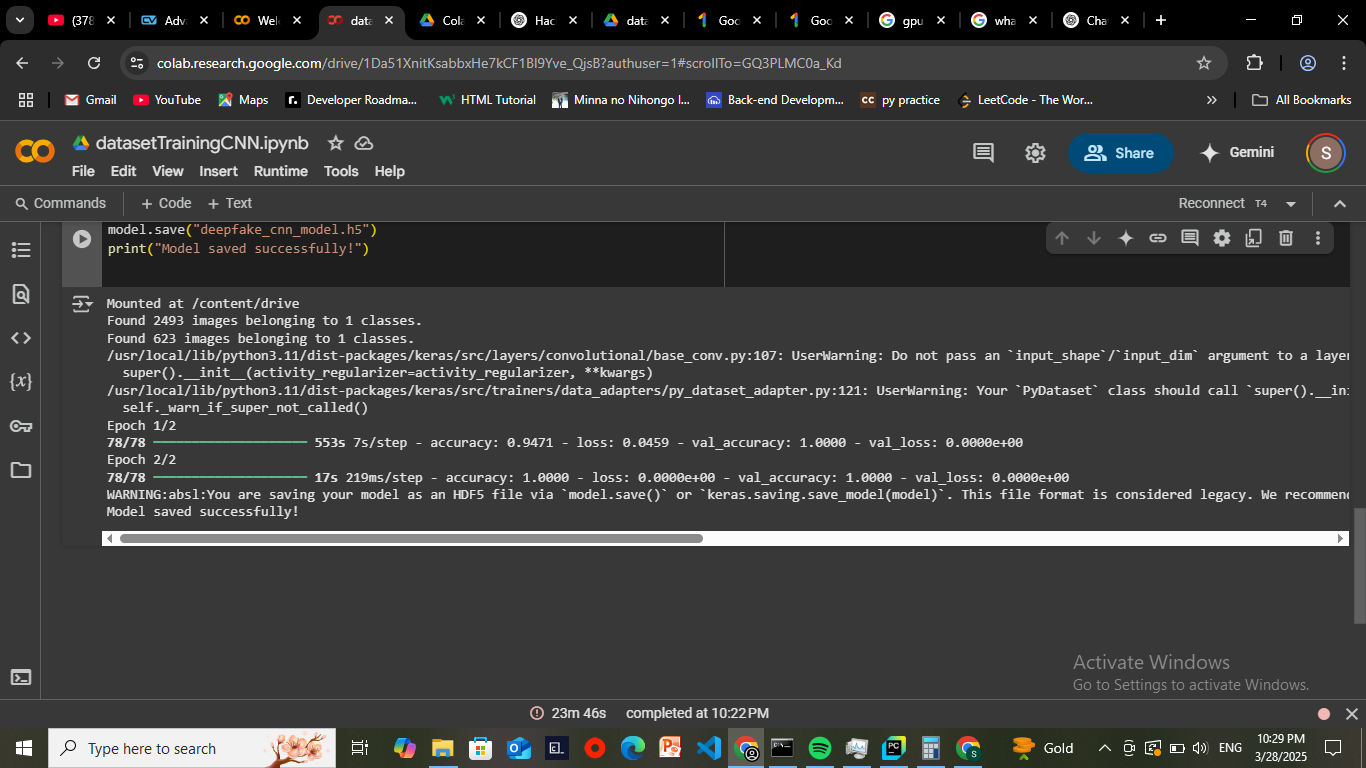 (378
Adva
Welc
data
Cola
Hac
data
Goo
Goo
gpu
wha
Cha
colab.research.google.com/drive/1Da51XnitKsabbxHe7kCF1Bl9Yve_QjsB?authuser=1#scrollTo=GQ3PLMC0a_Kd
Gmail
YouTube
Maps
Developer Roadma...
HTML Tutorial
Minna no Nihongo I...
Back-end Developm...
py practice
LeetCode - The Wor...
All Bookmarks
datasetTrainingCNN.ipynb
File Edit View Insert Runtime Tools Help
Share
Gemini
S
Commands + Code + Text
Reconnect T4
model.save("deepfake_cnn_model.h5")
print("Model saved successfully!")
Mounted at /content/drive
Found 2493 images belonging to 1 classes.
Found 623 images belonging to 1 classes.
/usr/local/lib/python3.11/dist-packages/keras/src/layers/convolutional/base_conv.py:107: UserWarning: Do not pass an `input_shape`/`input_dim` argument to a layer
super().__init__(activity_regularizer=activity_regularizer, **kwargs)
/usr/local/lib/python3.11/dist-packages/keras/src/trainers/data_adapters/py_dataset_adapter.py:121: UserWarning: Your `PyDataset` class should call `super().__ini
self._warn_if_super_not_called()
Epoch 1/2
78/78 ━━━━━━━━━━━━━━━━━━━━ 553s 7s/step - accuracy: 0.9471 - loss: 0.0459 - val_accuracy: 1.0000 - val_loss: 0.0000e+00
Epoch 2/2
78/78 ━━━━━━━━━━━━━━━━━━━━ 17s 219ms/step - accuracy: 1.0000 - loss: 0.0000e+00 - val_accuracy: 1.0000 - val_loss: 0.0000e+00
WARNING:absl:You are saving your model as an HDF5 file via `model.save()` or `keras.saving.save_model(model)`. This file format is considered legacy. We recommend
Model saved successfully!
Activate Windows
Go to Settings to activate Windows.
23m 46s completed at 10:22 PM
Type here to search
Gold
ENG
10:29 PM
3/28/2025